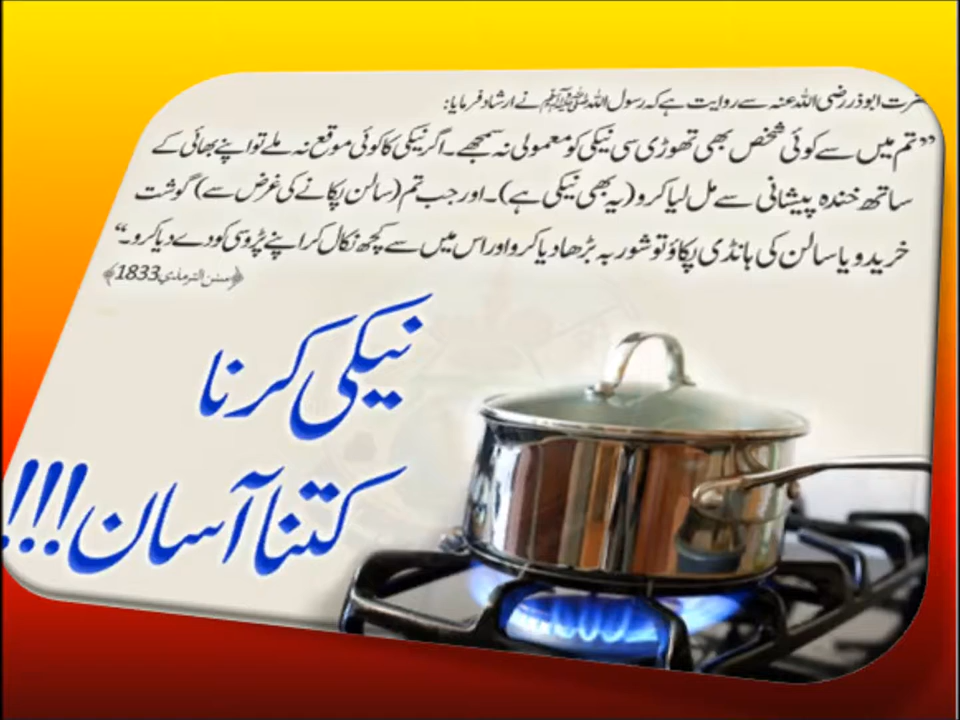 حضرت ابوذر رضی اللہ عنہ سے روایت ہے کہ رسول اللہ ﷺ نے ارشاد فرمایا:
”تم میں سے کوئی شخص بھی تھوڑی سی نیکی کو معمولی نہ سمجھے۔ اگر نیکی کا کوئی موقع نہ ملے تو اپنے بھائی کے
ساتھ خندہ پیشانی سے مل لیا کرو (یہ بھی نیکی ہے)۔ اور جب تم (سالن پکانے کی غرض سے) گوشت
خریدو یا سالن کی ہانڈی پکاؤ تو شوربہ بڑھا دیا کرو اور اس میں سے کچھ نکال کر اپنے پڑوسی کو دے دیا کرو۔“
﴿سنن الترمذي 1833﴾
نیکی کرنا
کتنا آسان !!!